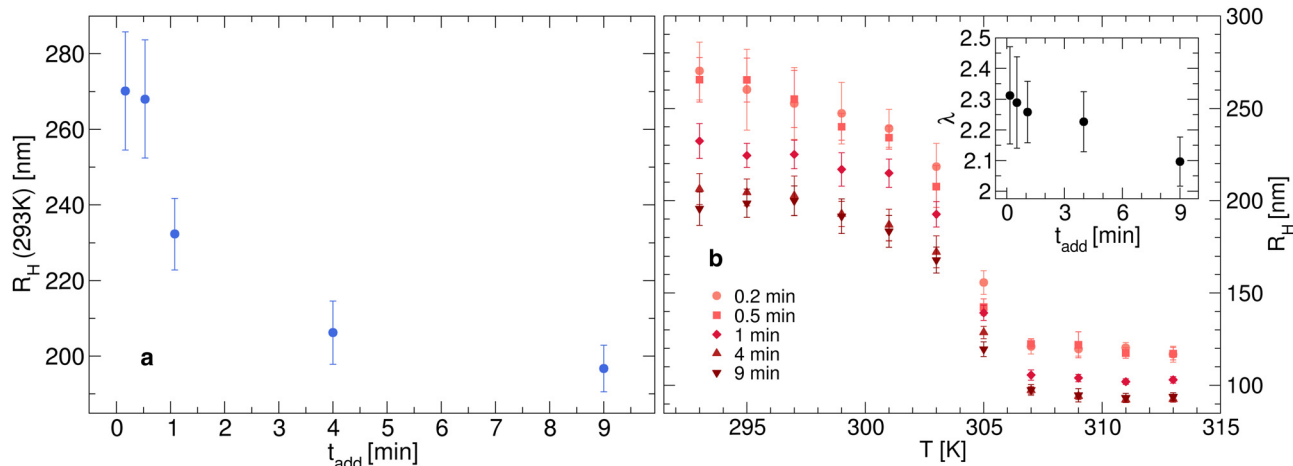 280
260
240
220
200
R_H (293K) [nm]
a
0 1 2 3 4 5 6 7 8 9
t_add [min]
b
0.2 min
0.5 min
1 min
4 min
9 min
295 300 305 310 315
T [K]
300
250
200
150
100
R_H [nm]
2.5
2.4
2.3
2.2
2.1
2
λ
0 3 6 9
t_add [min]